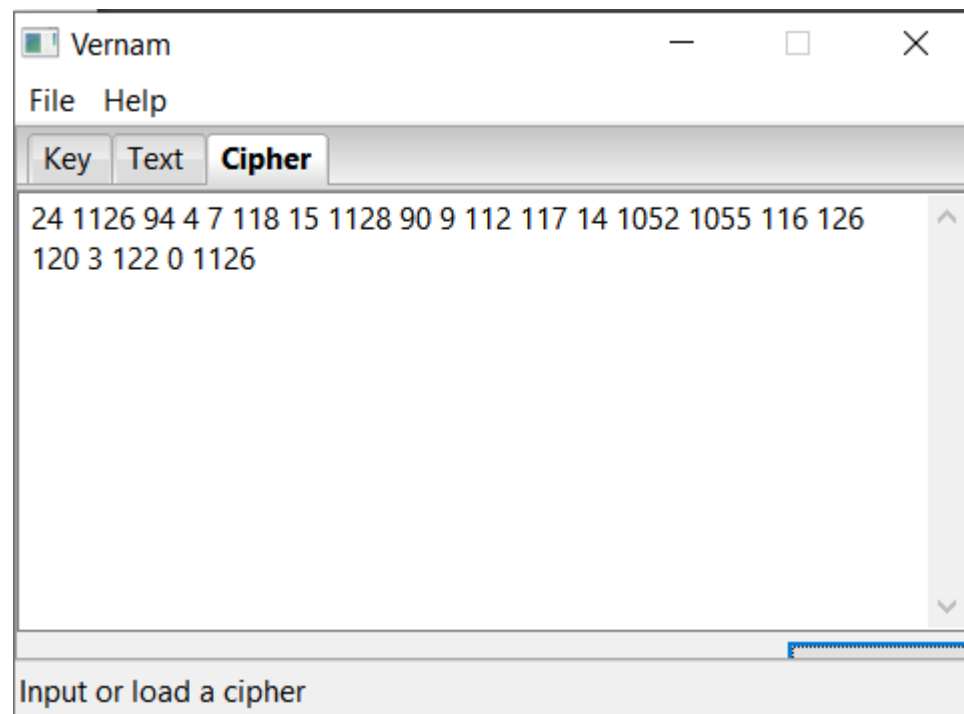 Vernam
File Help
Key Text Cipher
24 1126 94 4 7 118 15 1128 90 9 112 117 14 1052 1055 116 126
120 3 122 0 1126
Input or load a cipher